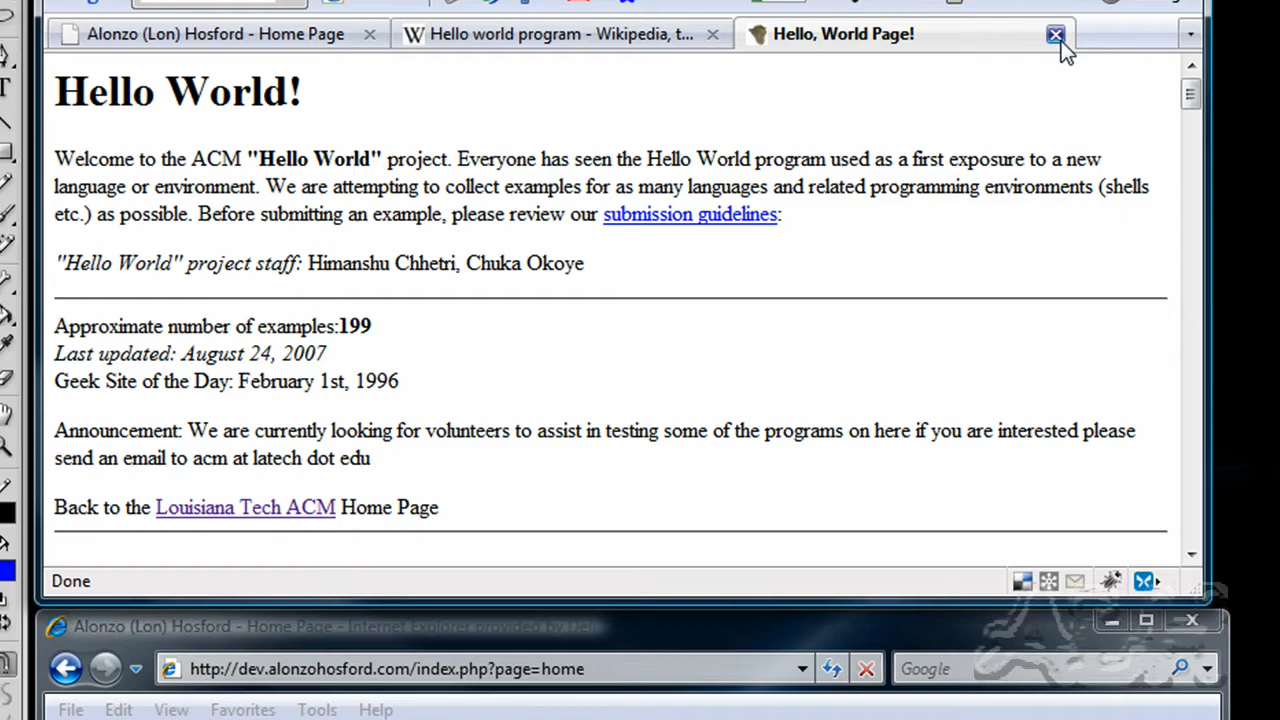 Alonzo (Lon) Hosford - Home Page
Hello world program - Wikipedia, t...
Hello, World Page!
Hello World!
Welcome to the ACM "Hello World" project. Everyone has seen the Hello World program used as a first exposure to a new
language or environment. We are attempting to collect examples for as many languages and related programming environments (shells
etc.) as possible. Before submitting an example, please review our submission guidelines:
"Hello World" project staff: Himanshu Chhetri, Chuka Okoye
Approximate number of examples:199
Last updated: August 24, 2007
Geek Site of the Day: February 1st, 1996
Announcement: We are currently looking for volunteers to assist in testing some of the programs on here if you are interested please
send an email to acm at latech dot edu
Back to the Louisiana Tech ACM Home Page
Done
Alonzo (Lon) Hosford - Home Page - Internet Explorer provided by Dell
http://dev.alonzohosford.com/index.php?page=home
Google
File Edit View Favorites Tools Help